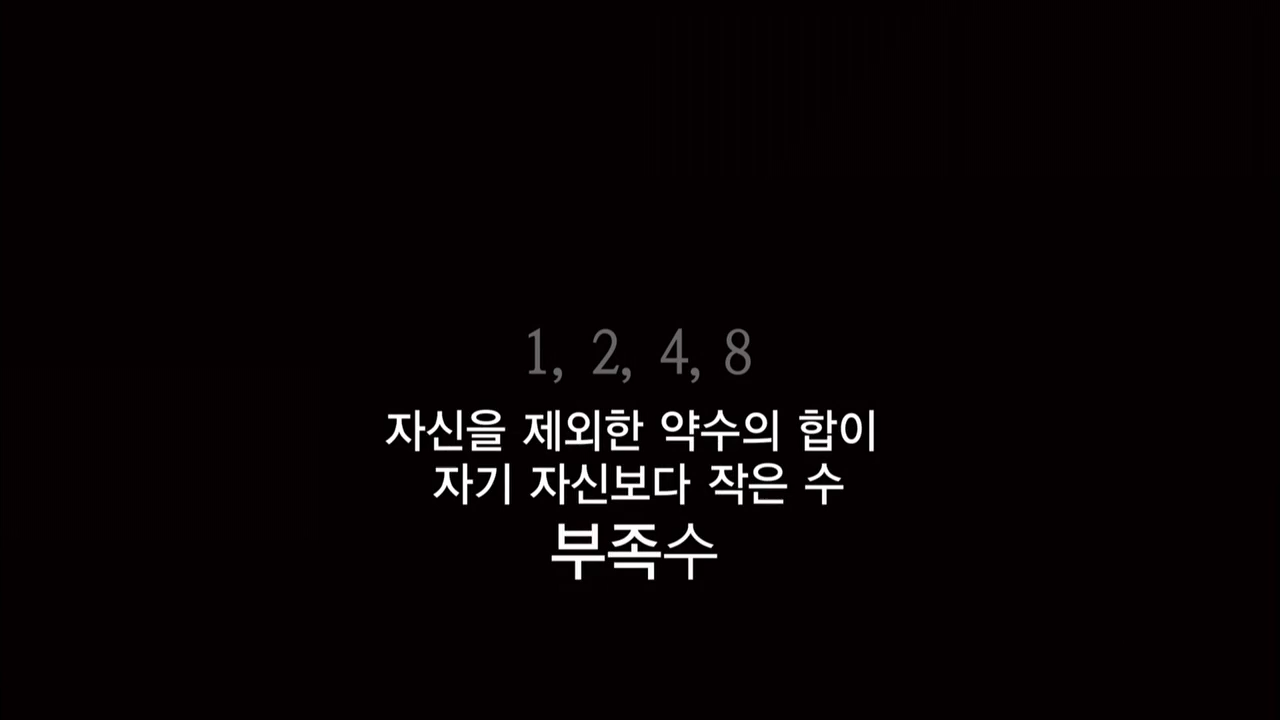 1, 2, 4, 8
자신을 제외한 약수의 합이
자기 자신보다 작은 수
부족수